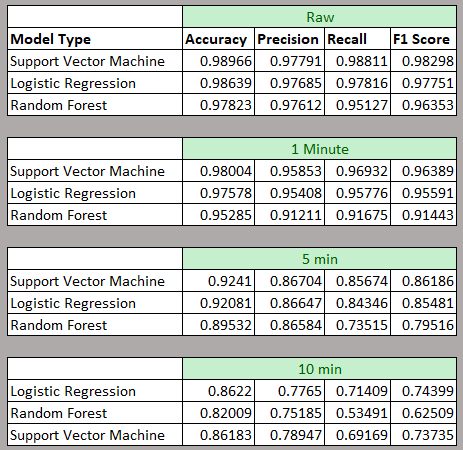 Raw
Model Type Accuracy Precision Recall F1 Score
Support Vector Machine 0.98966 0.97791 0.98811 0.98298
Logistic Regression 0.98639 0.97685 0.97816 0.97751
Random Forest 0.97823 0.97612 0.95127 0.96353
1 Minute
Support Vector Machine 0.98004 0.95853 0.96932 0.96389
Logistic Regression 0.97578 0.95408 0.95776 0.95591
Random Forest 0.95285 0.91211 0.91675 0.91443
5 min
Support Vector Machine 0.9241 0.86704 0.85674 0.86186
Logistic Regression 0.92081 0.86647 0.84346 0.85481
Random Forest 0.89532 0.86584 0.73515 0.79516
10 min
Logistic Regression 0.8622 0.7765 0.71409 0.74399
Random Forest 0.82009 0.75185 0.53491 0.62509
Support Vector Machine 0.86183 0.78947 0.69169 0.73735